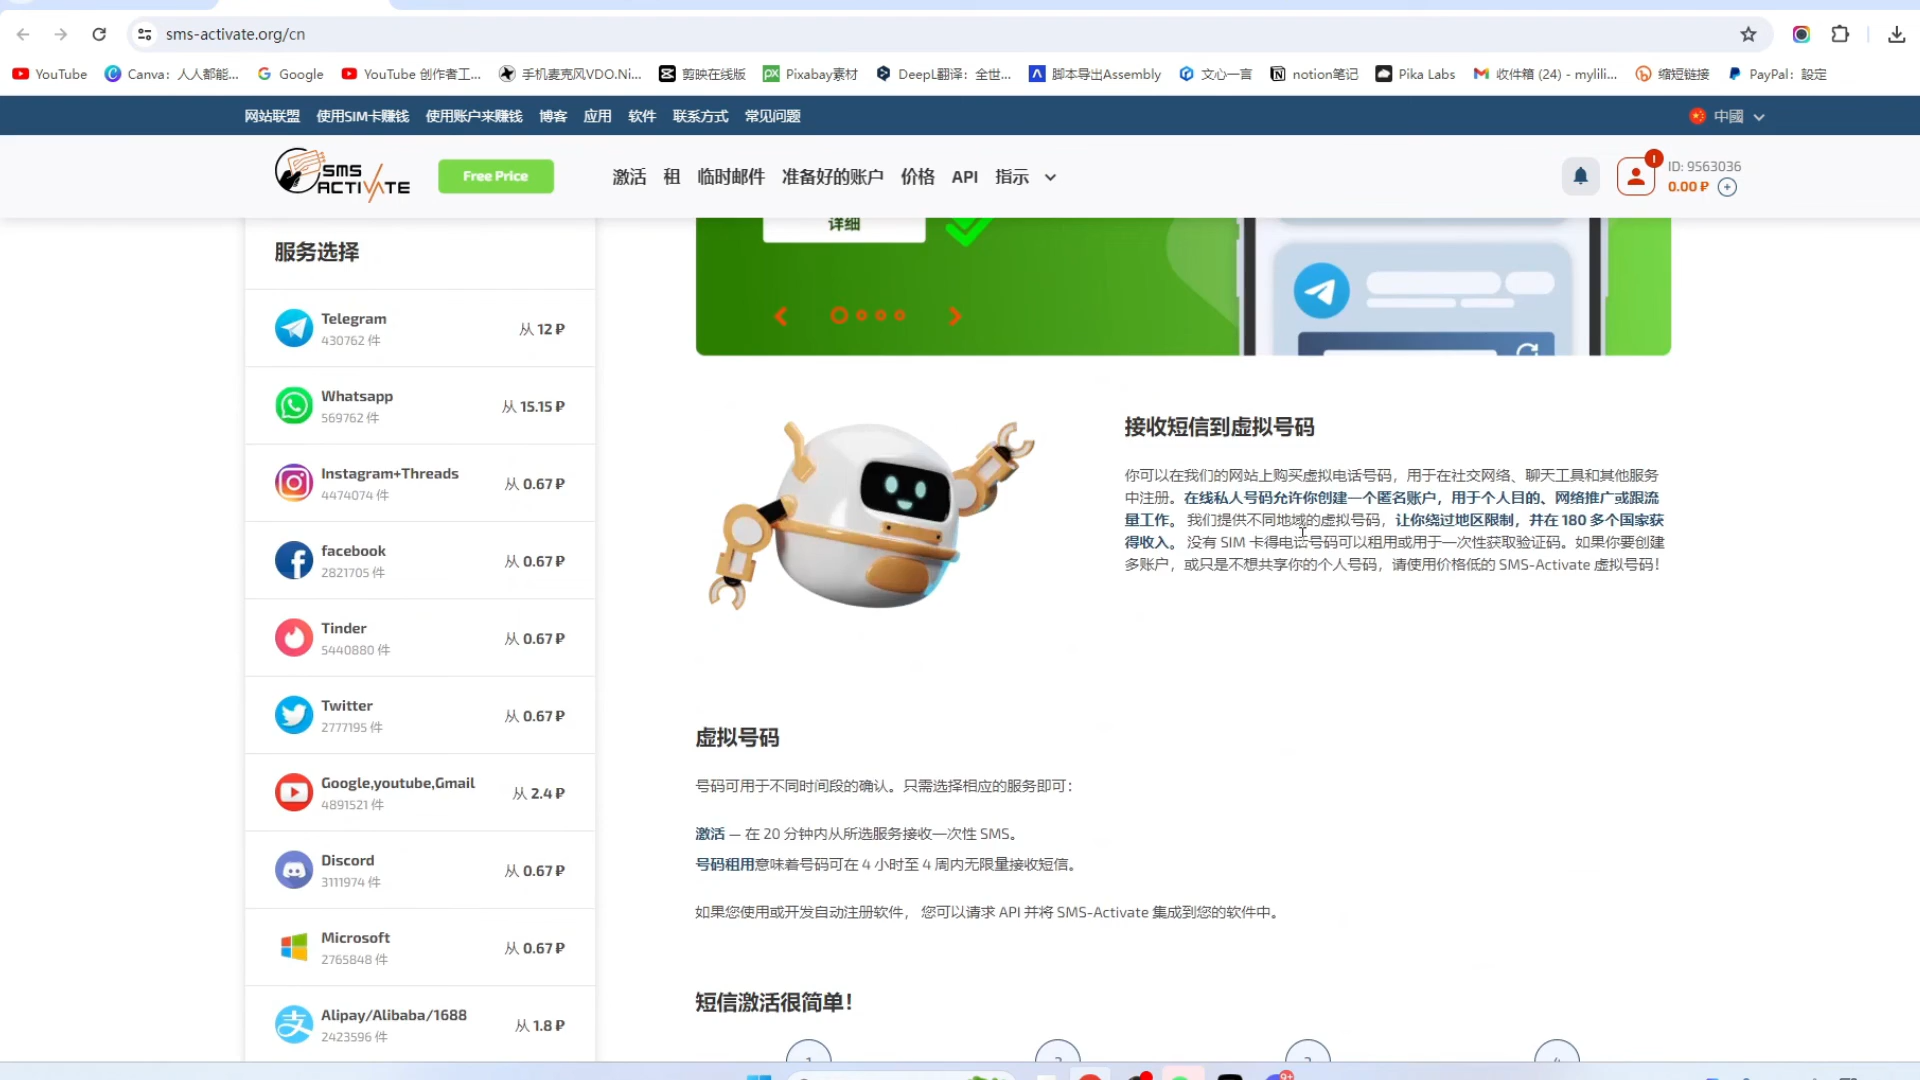 sms-activate.org/cn
YouTube
Canva：人人都能...
Google
YouTube 创作者工...
手机麦克风VDO.Ni...
剪映在线版
Pixabay素材
DeepL翻译：全世...
脚本导出Assembly
文心一言
notion笔记
Pika Labs
收件箱 (24) - mylili...
缩短链接
PayPal：設定
网站联盟 使用SIM卡赚钱 使用账户来赚钱 博客 应用 软件 联系方式 常见问题
中國
SMS
ACTIVATE
Free Price
激活 租 临时邮件 准备好的账户 价格 API 指示
ID: 9563036
0.00 ₽
服务选择
Telegram
430762 件
从 12 ₽
Whatsapp
569762 件
从 15.15 ₽
Instagram+Threads
4474074 件
从 0.67 ₽
facebook
2821705 件
从 0.67 ₽
Tinder
5440880 件
从 0.67 ₽
Twitter
2777195 件
从 0.67 ₽
Google,youtube,Gmail
4891521 件
从 2.4 ₽
Discord
3111974 件
从 0.67 ₽
Microsoft
2765848 件
从 0.67 ₽
Alipay/Alibaba/1688
2423596 件
从 1.8 ₽
详细
接收短信到虚拟号码
你可以在我们的网站上购买虚拟电话号码，用于在社交网络、聊天工具和其他服务
中注册。在线私人号码允许你创建一个匿名账户，用于个人目的、网络推广或跟流
量工作。 我们提供不同地域的虚拟号码，让你绕过地区限制，并在 180 多个国家获
得收入。 没有 SIM 卡得电话号码可以租用或用于一次性获取验证码。如果你要创建
多账户，或只是不想共享你的个人号码，请使用价格低的 SMS-Activate 虚拟号码！
虚拟号码
号码可用于不同时间段的确认。只需选择相应的服务即可：
激活 — 在 20 分钟内从所选服务接收一次性 SMS。
号码租用意味着号码可在 4 小时至 4 周内无限量接收短信。
如果您使用或开发自动注册软件， 您可以请求 API 并将 SMS-Activate 集成到您的软件中。
短信激活很简单！